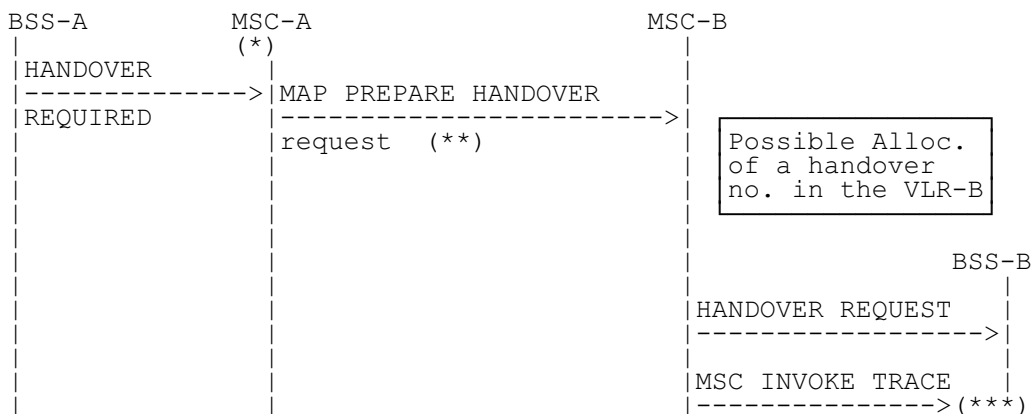 BSS-A MSC-A MSC-B
(*)
HANDOVER
MAP PREPARE HANDOVER
REQUIRED
request (**)
Possible Alloc.
of a handover
no. in the VLR-B
BSS-B
HANDOVER REQUEST
MSC INVOKE TRACE
(***)